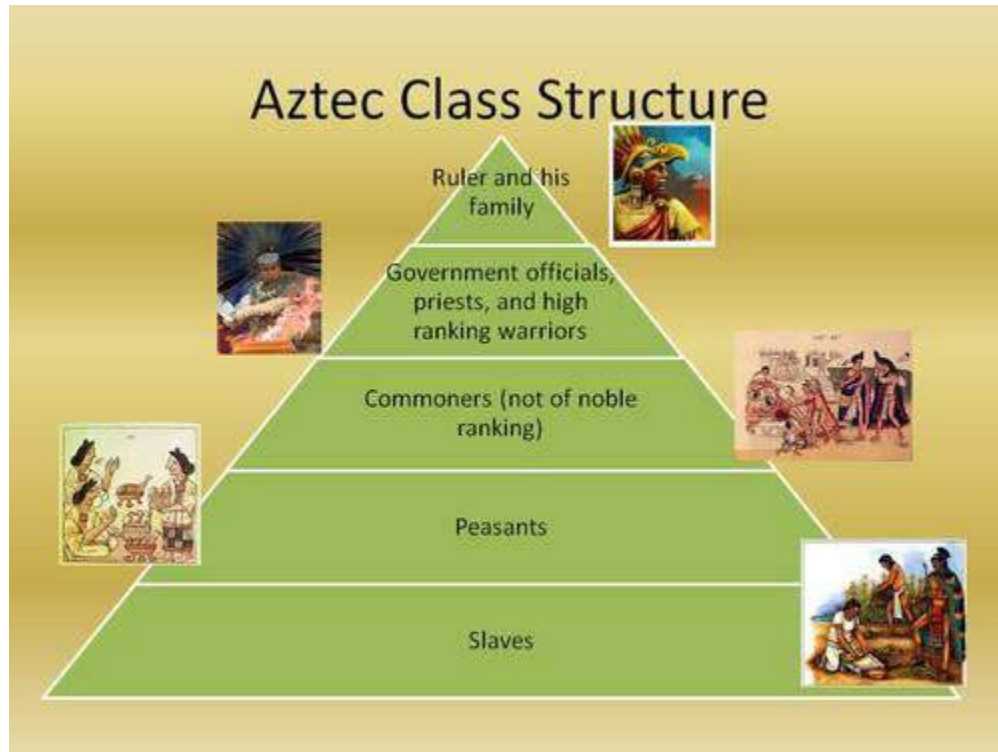 Aztec Class Structure
Ruler and his
family
Government officials,
priests, and high
ranking warriors
Commoners (not of noble
ranking)
Peasants
Slaves